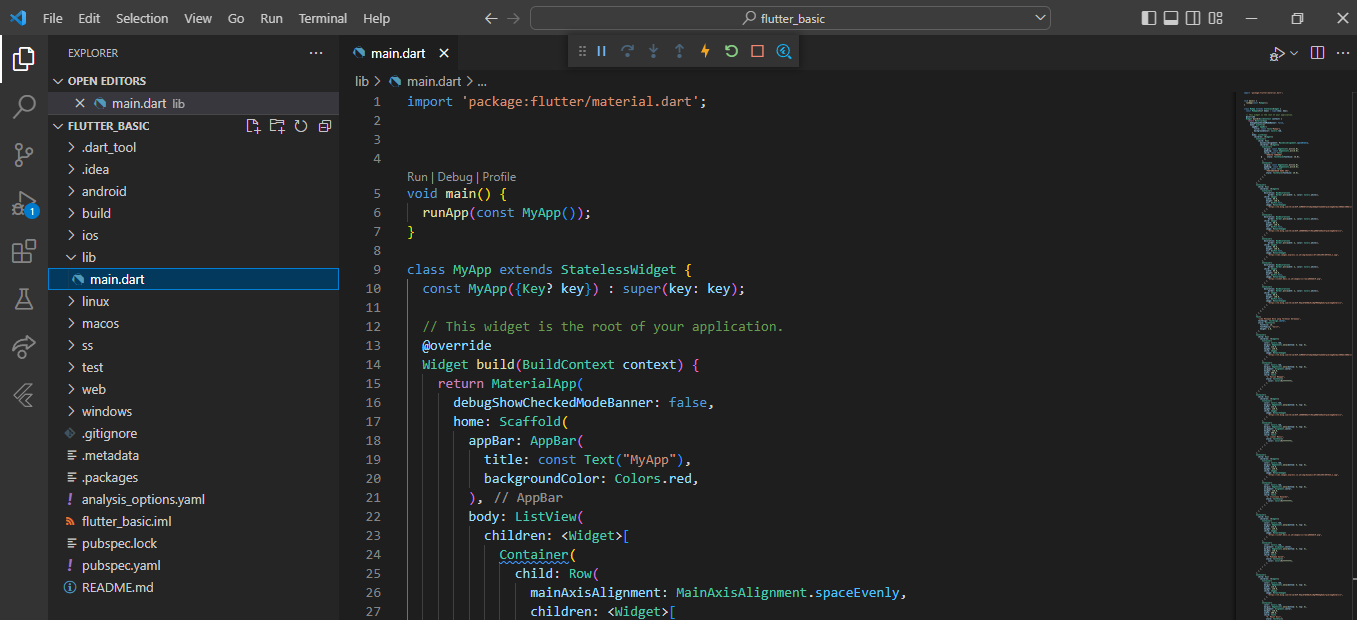 File Edit Selection View Go Run Terminal Help
flutter_basic
EXPLORER
OPEN EDITORS
main.dart lib
FLUTTER_BASIC
.dart_tool
.idea
android
build
ios
lib
main.dart
linux
macos
ss
test
web
windows
.gitignore
.metadata
.packages
analysis_options.yaml
flutter_basic.iml
pubspec.lock
pubspec.yaml
README.md
1
main.dart
lib > main.dart > ...
1 import 'package:flutter/material.dart';
2
3
4
Run | Debug | Profile
5 void main() {
6 runApp(const MyApp());
7 }
8
9 class MyApp extends StatelessWidget {
10 const MyApp({Key? key}) : super(key: key);
11
12 // This widget is the root of your application.
13 @override
14 Widget build(BuildContext context) {
15 return MaterialApp(
16 debugShowCheckedModeBanner: false,
17 home: Scaffold(
18 appBar: AppBar(
19 title: const Text("MyApp"),
20 backgroundColor: Colors.red,
21 ), // AppBar
22 body: ListView(
23 children: <Widget>[
24 Container(
25 child: Row(
26 mainAxisAlignment: MainAxisAlignment.spaceEvenly,
27 children: <Widget>[